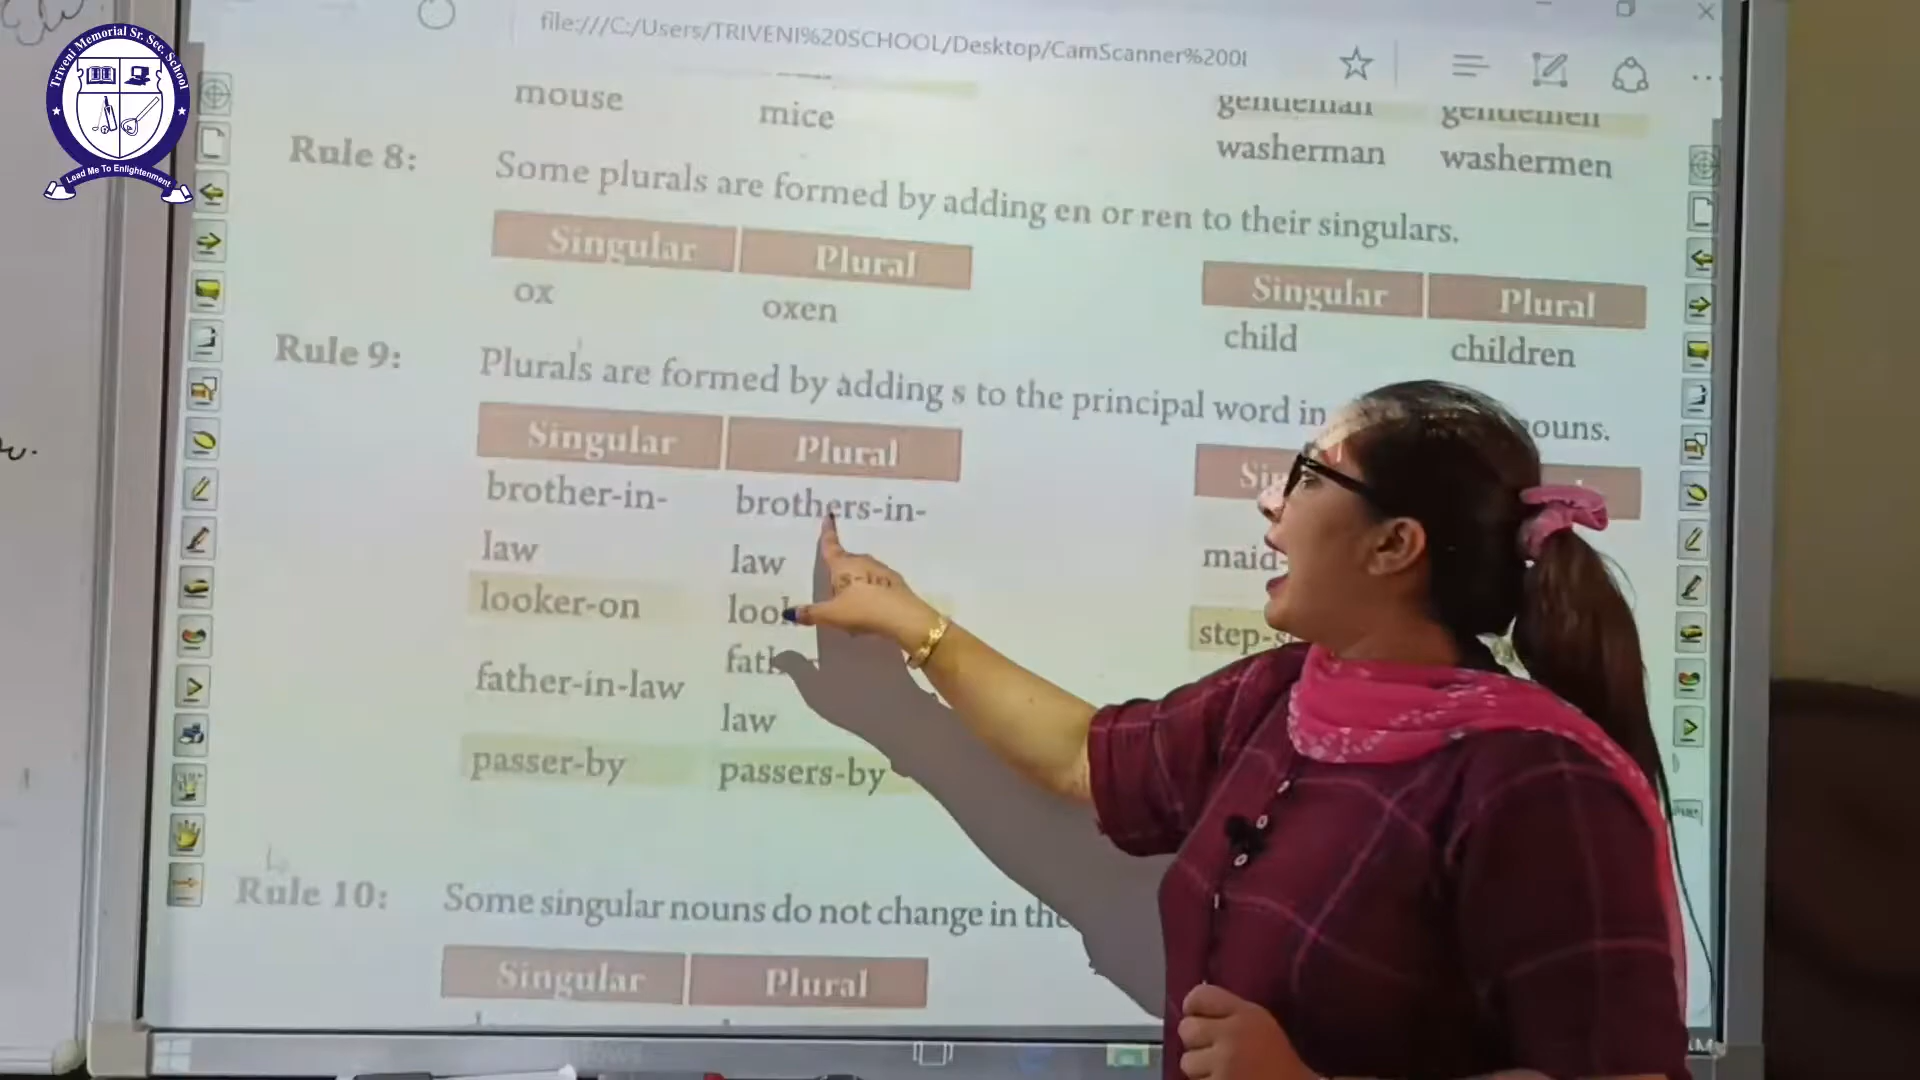 Triveni Memorial Sr. Sec. School
Lead Me To Enlightenment
file:///C:/Users/TRIVENI%20SCHOOL/Desktop/CamScanner%200
mouse mice
gentleman gentlemen
washerman washermen
Rule 8: Some plurals are formed by adding en or ren to their singulars.
Singular Plural
ox oxen
Singular Plural
child children
Rule 9: Plurals are formed by adding s to the principal word in nouns.
Singular Plural
brother-in- brothers-in-
law law
looker-on
father-in-law
law
passer-by passers-by
maid-
Rule 10: Some singular nouns do not change in
Singular Plural